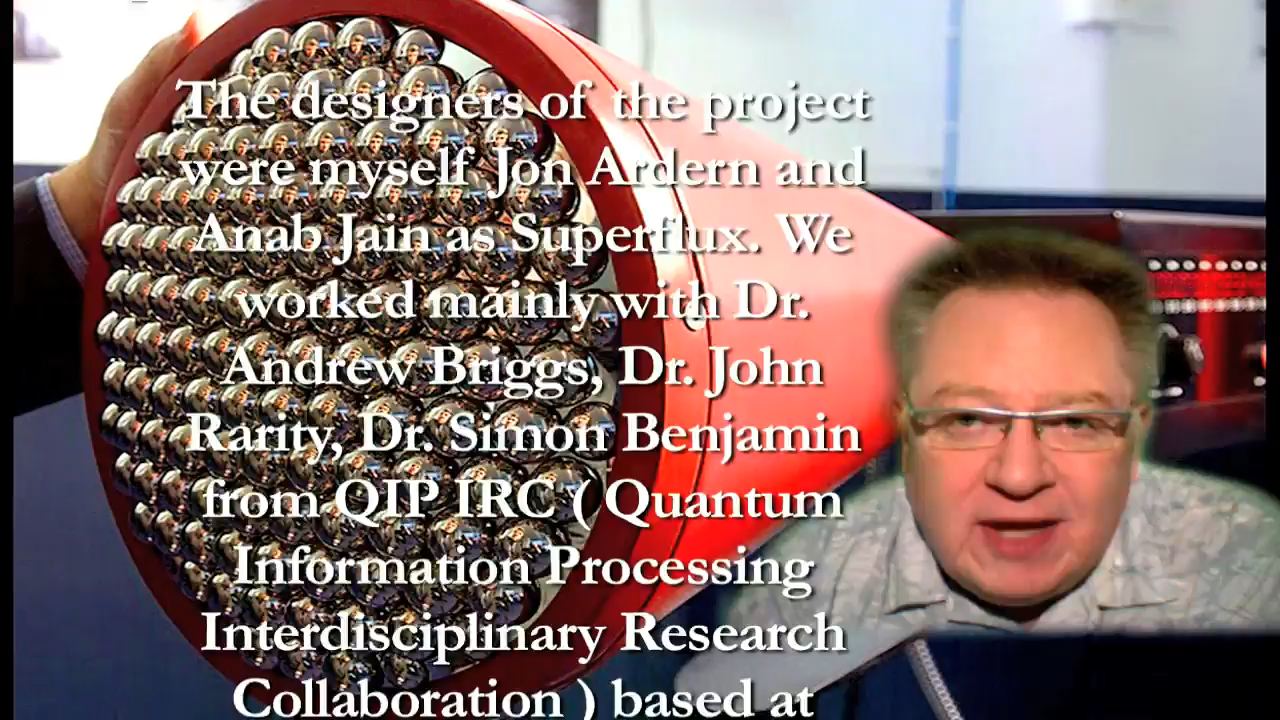 The designers of the project
were myself Jon Ardern and
Anab Jain as Superflux. We
worked mainly with Dr.
Andrew Briggs, Dr. John
Rarity, Dr. Simon Benjamin
from QIP IRC ( Quantum
Information Processing
Interdisciplinary Research
Collaboration ) based at